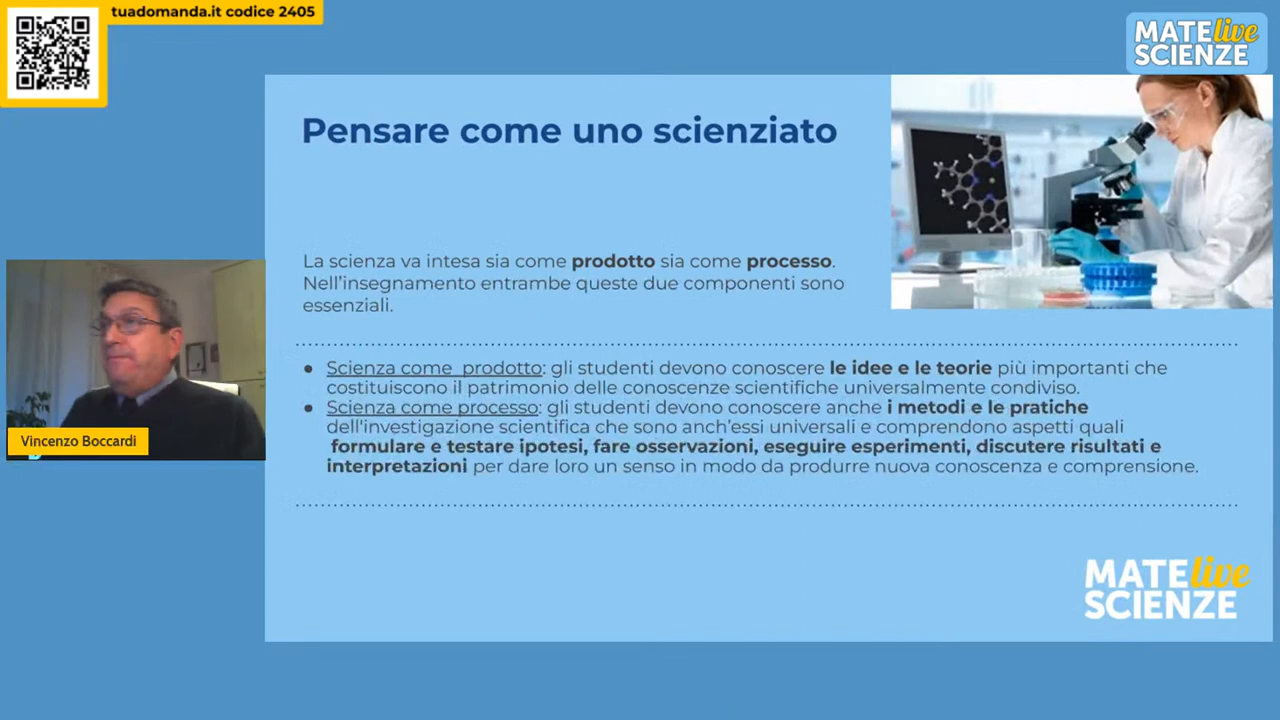 tuadomanda.it codice 2405
MATE live
SCIENZE
Pensare come uno scienziato
La scienza va intesa sia come prodotto sia come processo.
Nell'insegnamento entrambe queste due componenti sono
essenziali.
● Scienza come prodotto: gli studenti devono conoscere le idee e le teorie più importanti che
costituiscono il patrimonio delle conoscenze scientifiche universalmente condiviso.
● Scienza come processo: gli studenti devono conoscere anche i metodi e le pratiche
dell'investigazione scientifica che sono anch'essi universali e comprendono aspetti quali
formulare e testare ipotesi, fare osservazioni, eseguire esperimenti, discutere risultati e
interpretazioni per dare loro un senso in modo da produrre nuova conoscenza e comprensione.
Vincenzo Boccardi
MATE live
SCIENZE